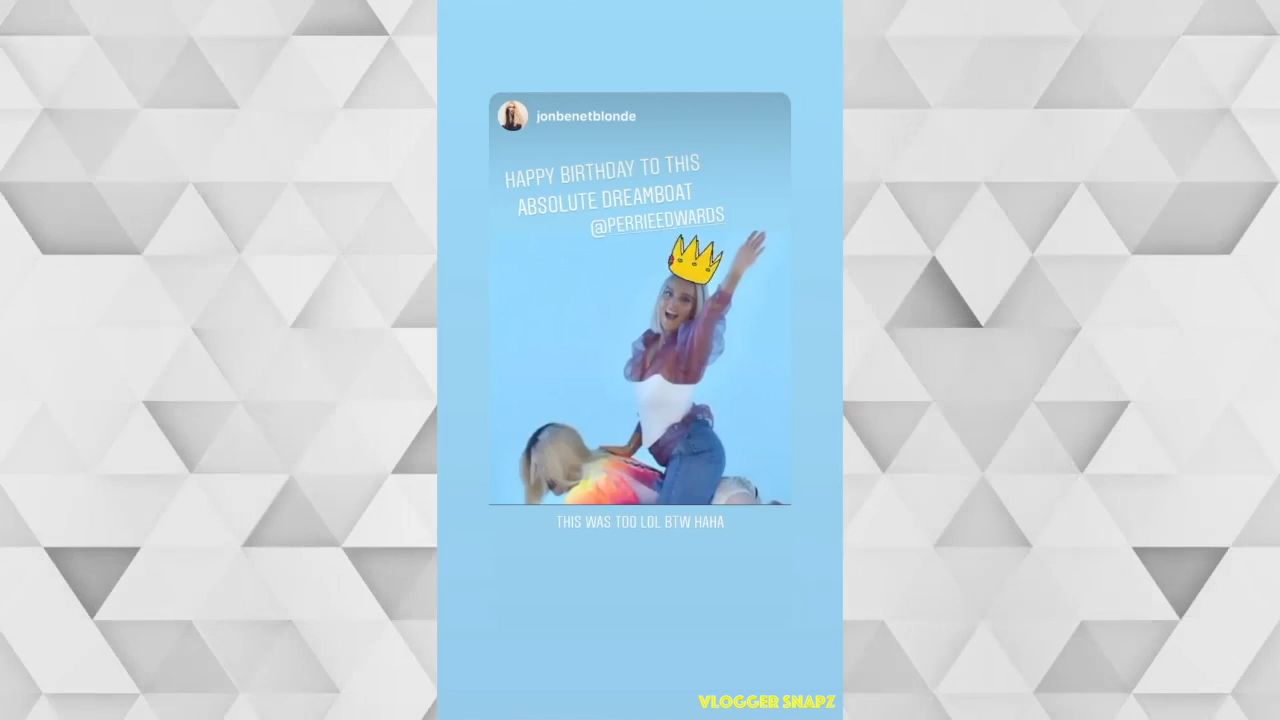 jonbenetblonde
HAPPY BIRTHDAY TO THIS
ABSOLUTE DREAMBOAT
@PERRIEEDWARDS
THIS WAS TOO LOL BTW HAHA
VLOGGER SNAPZ